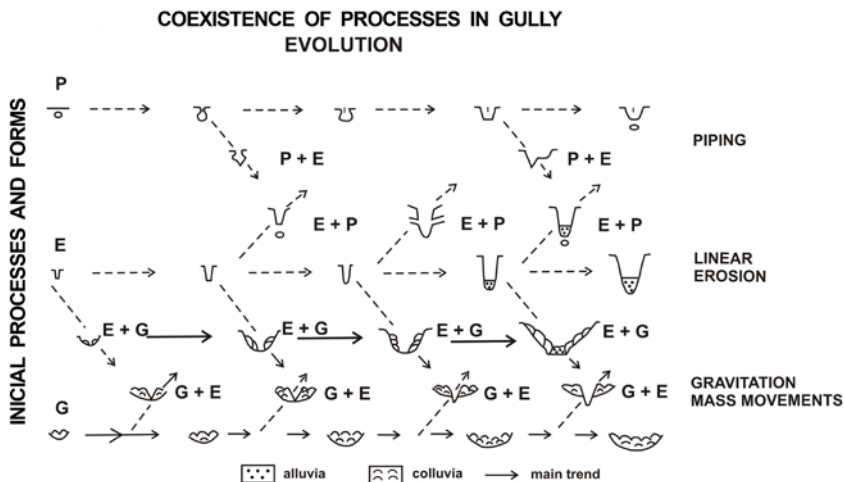 COEXISTENCE OF PROCESSES IN GULLY
EVOLUTION
INICIAL PROCESSES AND FORMS
P
PIPING
P + E
P + E
E + P
E + P
E + P
E
LINEAR
EROSION
E + G
E + G
E + G
E + G
G + E
G + E
G + E
G + E
GRAVITATION
MASS MOVEMENTS
G
alluvia
colluvia
main trend